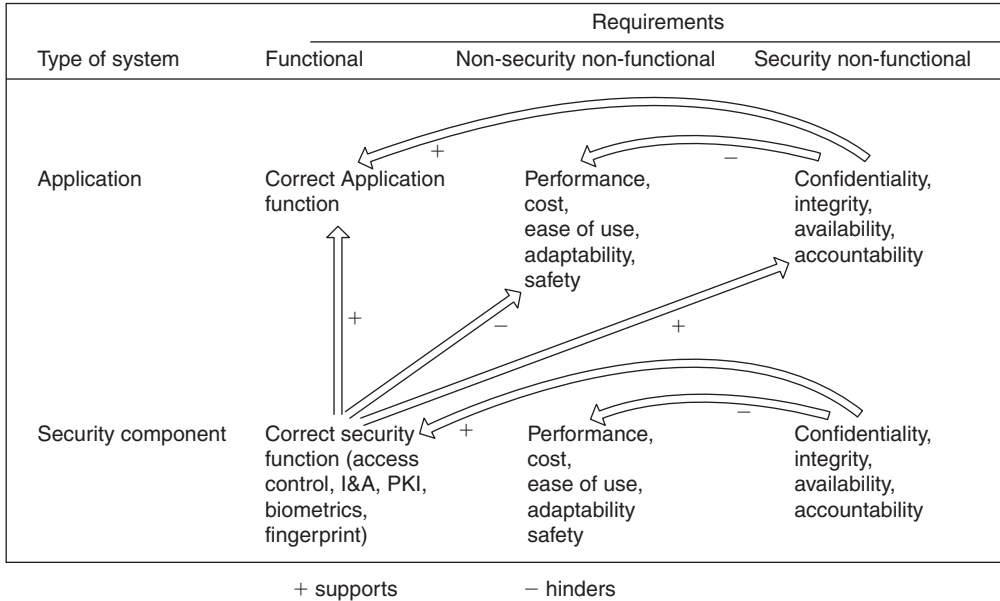 Requirements
Type of system Functional Non-security non-functional Security non-functional
+ −
Application Correct Application function Performance, cost, ease of use, adaptability, safety Confidentiality, integrity, availability, accountability
+ − +
+ −
Security component Correct security function (access control, I&A, PKI, biometrics, fingerprint) Performance, cost, ease of use, adaptability safety Confidentiality, integrity, availability, accountability
+ supports − hinders